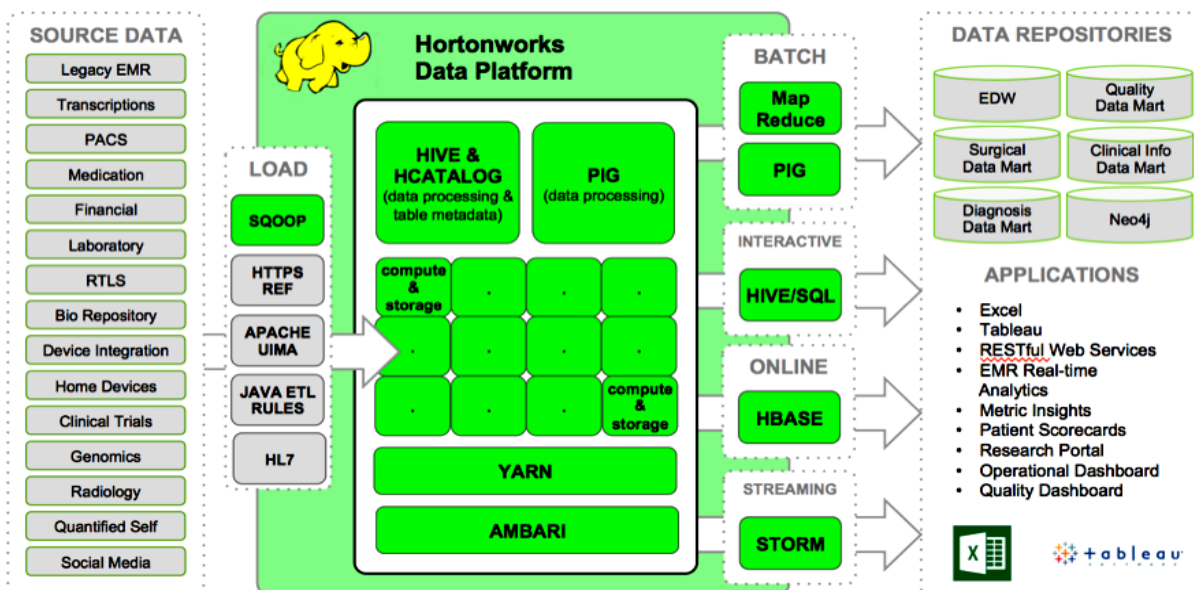 SOURCE DATA
Legacy EMR
Transcriptions
PACS
Medication
Financial
Laboratory
RTLS
Bio Repository
Device Integration
Home Devices
Clinical Trials
Genomics
Radiology
Quantified Self
Social Media
LOAD
SQOOP
HTTPS
REF
APACHE
UIMA
JAVA ETL
RULES
HL7
Hortonworks
Data Platform
HIVE &
HCATALOG
(data processing &
table metadata)
PIG
(data processing)
compute
&
storage
compute
&
storage
YARN
AMBARI
BATCH
Map
Reduce
PIG
INTERACTIVE
HIVE/SQL
ONLINE
HBASE
STREAMING
STORM
DATA REPOSITORIES
EDW
Quality
Data Mart
Surgical
Data Mart
Clinical Info
Data Mart
Diagnosis
Data Mart
Neo4j
APPLICATIONS
• Excel
• Tableau
• RESTful Web Services
• EMR Real-time
Analytics
• Metric Insights
• Patient Scorecards
• Research Portal
• Operational Dashboard
• Quality Dashboard
X
tableau
SOFTWARE